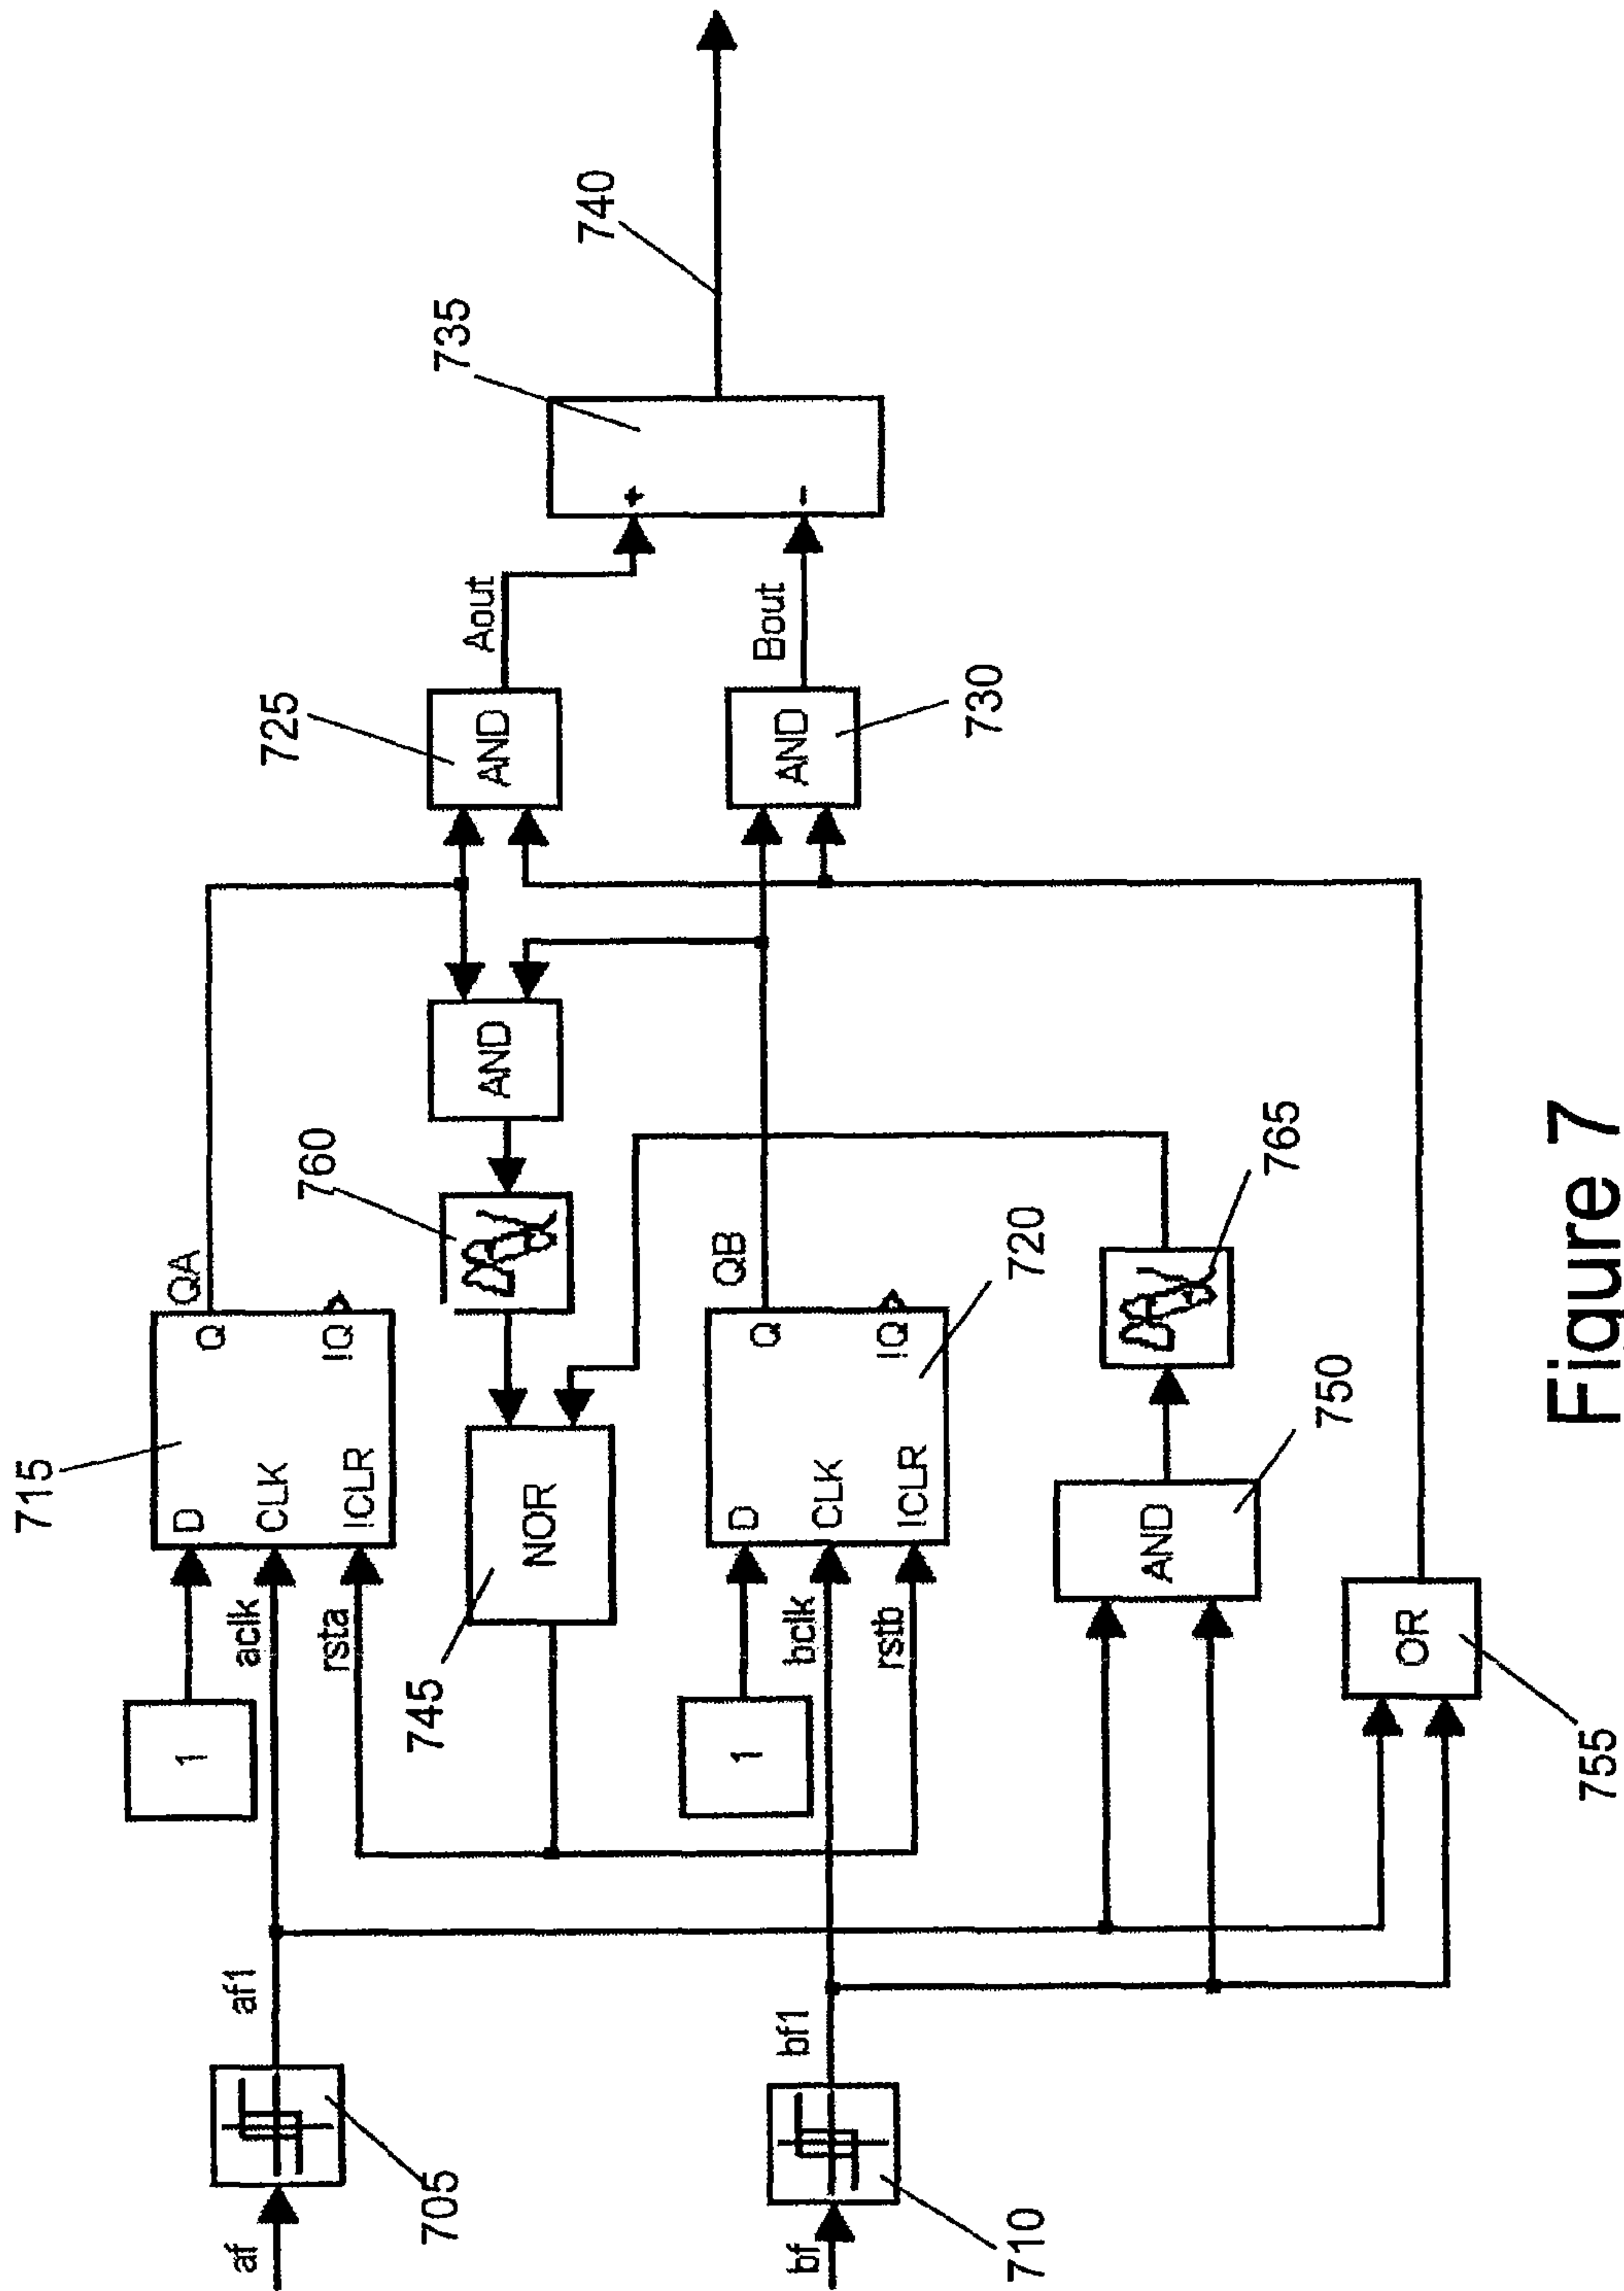 715
D
Q
QA
CLK
!Q
!CLR
1
aclk
rsta
af
af1
705
745
NOR
760
AND
725
AND
Aout
735
+
-
740
D
Q
QB
CLK
!Q
!CLR
720
1
bclk
rstb
bf
bf1
710
AND
Bout
730
AND
750
765
OR
755
Figure 7